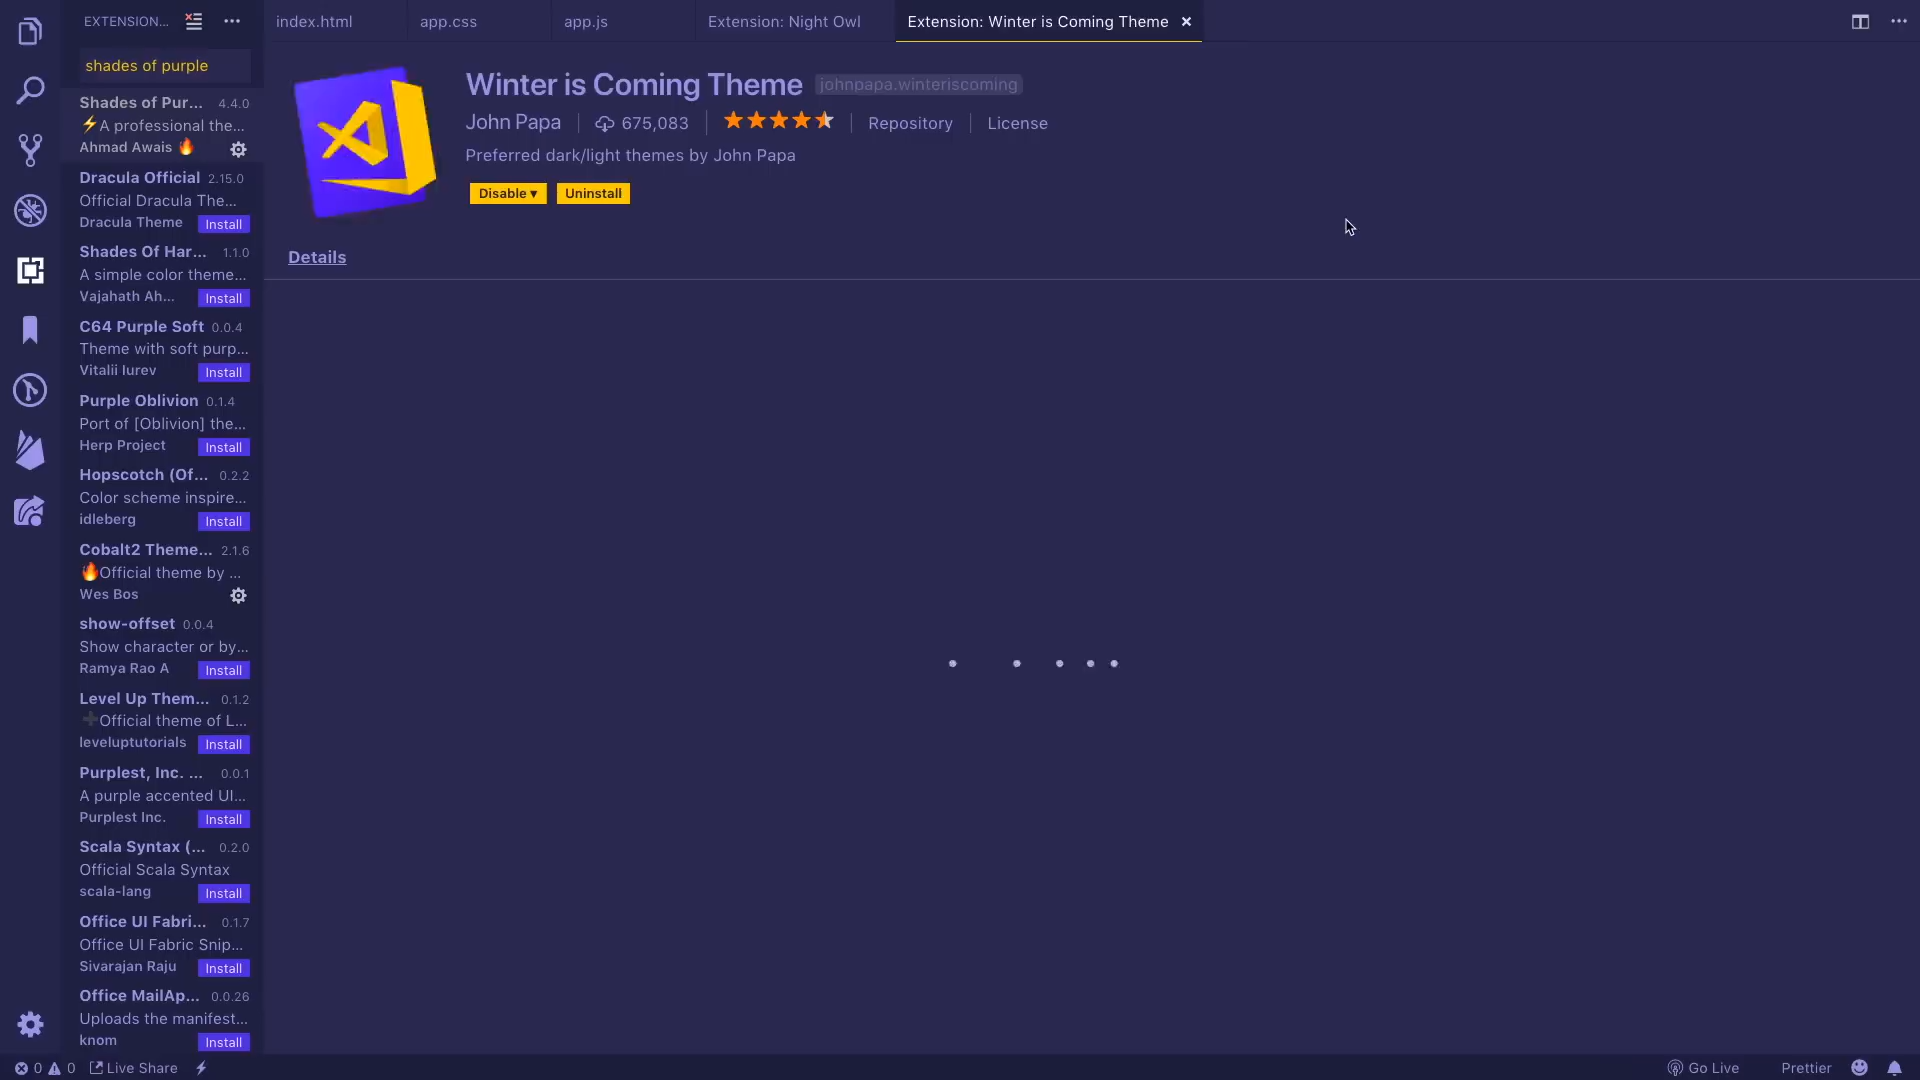 EXTENSION...
index.html
app.css
app.js
Extension: Night Owl
Extension: Winter is Coming Theme
shades of purple
Shades of Pur... 4.4.0
⚡A professional the...
Ahmad Awais 🔥
Dracula Official 2.15.0
Official Dracula The...
Dracula Theme Install
Shades Of Har... 1.1.0
A simple color theme...
Vajahath Ah... Install
C64 Purple Soft 0.0.4
Theme with soft purp...
Vitalii Iurev Install
Purple Oblivion 0.1.4
Port of [Oblivion] the...
Herp Project Install
Hopscotch (Of... 0.2.2
Color scheme inspire...
idleberg Install
Cobalt2 Theme... 2.1.6
🔥Official theme by ...
Wes Bos
show-offset 0.0.4
Show character or by...
Ramya Rao A Install
Level Up Them... 0.1.2
➕Official theme of L...
leveluptutorials Install
Purplest, Inc. ... 0.0.1
A purple accented UI...
Purplest Inc. Install
Scala Syntax (... 0.2.0
Official Scala Syntax
scala-lang Install
Office UI Fabri... 0.1.7
Office UI Fabric Snip...
Sivarajan Raju Install
Office MailAp... 0.0.26
Uploads the manifest...
knom Install
Winter is Coming Theme johnpapa.winteriscoming
John Papa 675,083 Repository License
Preferred dark/light themes by John Papa
Disable ▾ Uninstall
Details
0 0 Live Share
Go Live Prettier